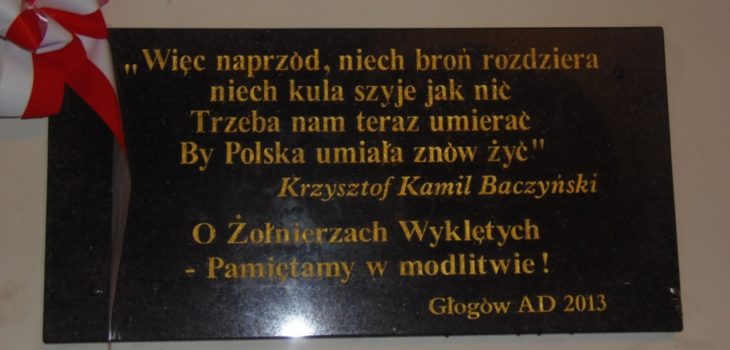 „Więc naprzód, niech broń rozdziera
niech kula szyje jak nić
Trzeba nam teraz umierać
By Polska umiała znów żyć"
Krzysztof Kamil Baczyński
O Żołnierzach Wyklętych
- Pamiętamy w modlitwie!
Głogów AD 2013